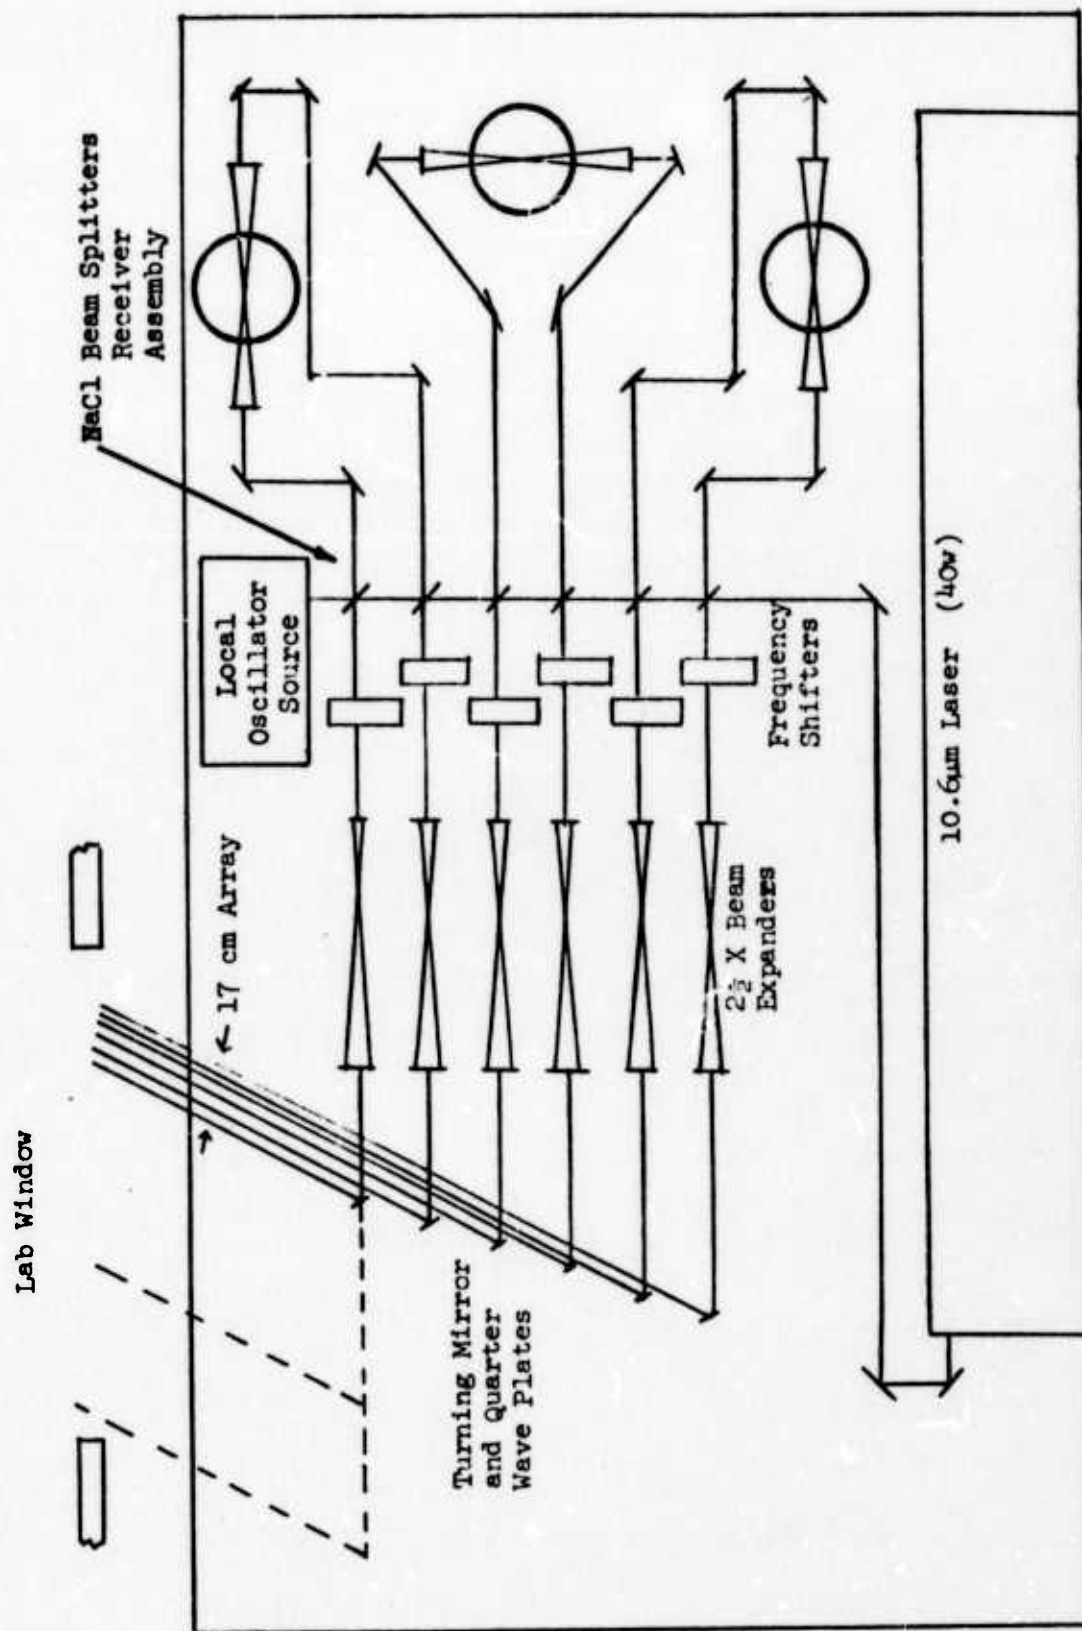 Lab Window
NaCl Beam Splitters
Receiver
Assembly
17 cm Array
Local
Oscillator
Source
Turning Mirror
and Quarter
Wave Plates
2½ X Beam
Expanders
Frequency
Shifters
10.6µm Laser (40w)